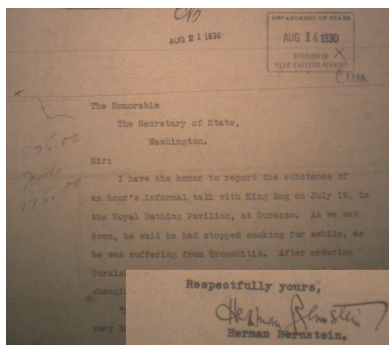 AUG 21 1930
DEPARTMENT OF STATE
AUG 14 1930
DIVISION OF
NEAR EASTERN AFFAIRS
The Honorable
The Secretary of State,
Washington.
Sir:
I have the honor to report the substance of
an hour's informal talk with King Zog on July 19, in
the Royal Bathing Pavilion, at Durazzo. As we sat
down, he said he had stopped smoking for awhile, as
he was suffering from Bronchitis. After ordering
Respectfully yours,
Herman Bernstein
Herman Bernstein.